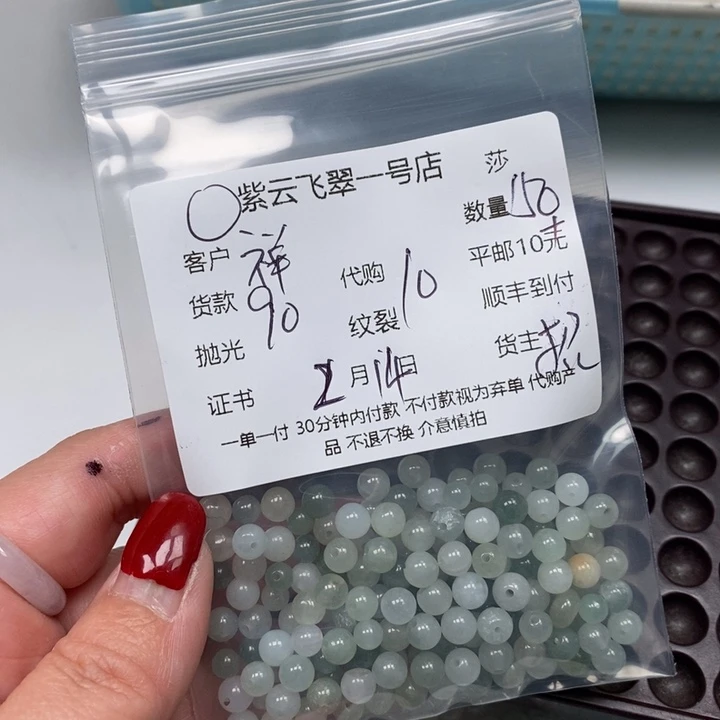 紫云飞翠一号店 莎
客户 祥 数量 150
货款 90 代购 10 平邮10元
抛光 纹裂 顺丰到付
证书 2月14日 货主
一单一付 30分钟内付款 不付款视为弃单 代购产
品 不退不换 介意慎拍